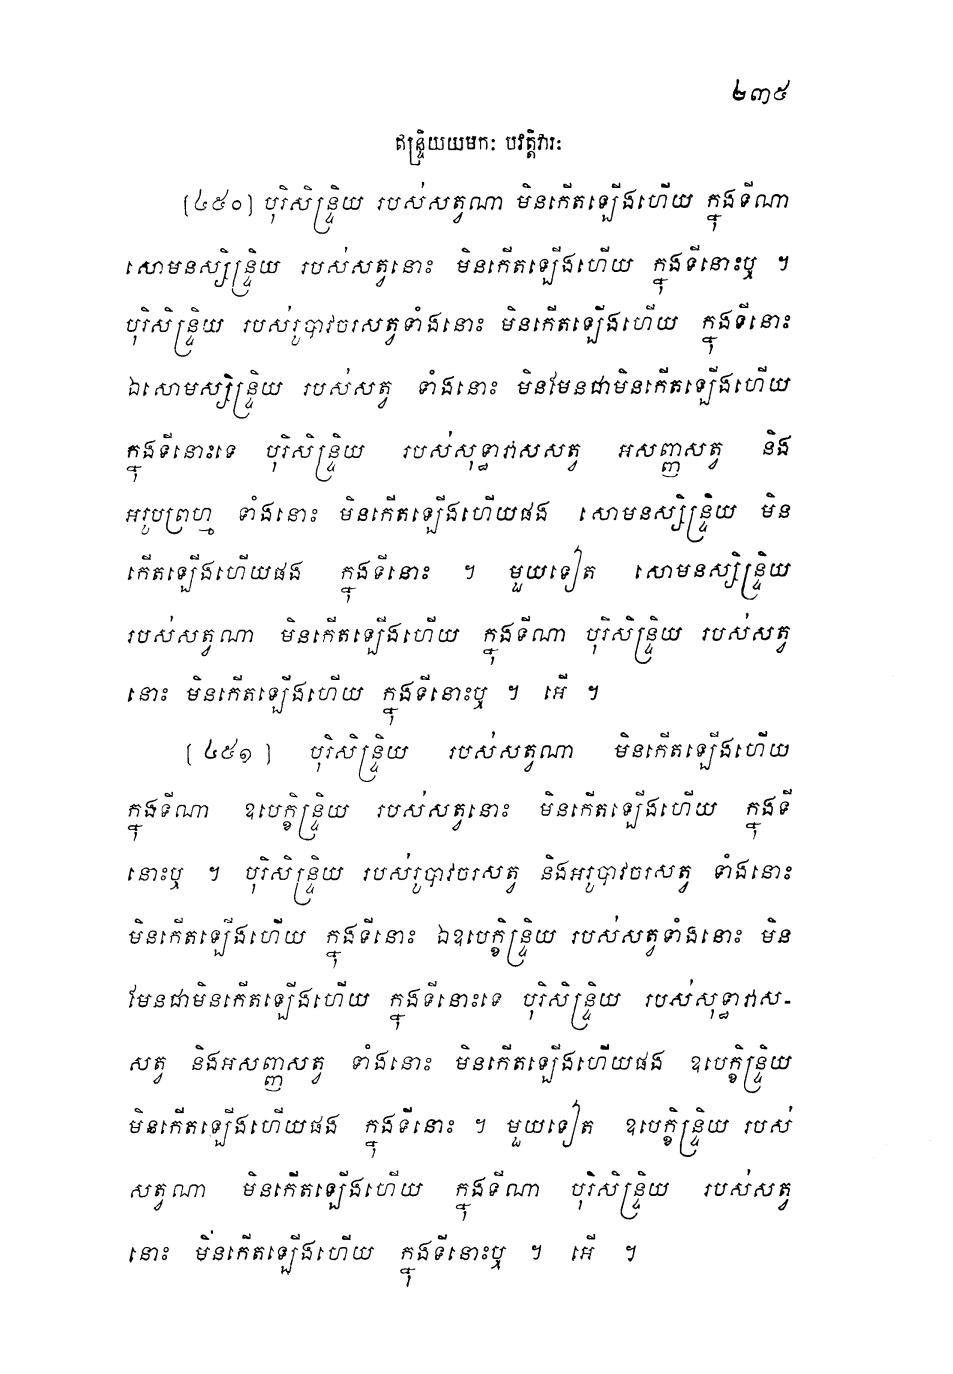 ២៣៥
ឥន្ទ្រិយយមកៈ បវត្តិវារៈ
(៤៥០) បុរិសិន្ទ្រិយ របស់សត្វណា មិនកើតឡើងហើយ ក្នុងទីណា
សោមនស្សិន្ទ្រិយ របស់សត្វនោះ មិនកើតឡើងហើយ ក្នុងទីនោះឬ ។
បុរិសិន្ទ្រិយ របស់រូបាវចរសត្វទាំងនោះ មិនកើតឡើងហើយ ក្នុងទីនោះ
ឯសោមស្សិន្ទ្រិយ របស់សត្វ ទាំងនោះ មិនមែនជាមិនកើតឡើងហើយ
ក្នុងទីនោះទេ បុរិសិន្ទ្រិយ របស់សុទ្ធាវាសសត្វ អសញ្ញសត្វ និង
អរូបព្រហ្ម ទាំងនោះ មិនកើតឡើងហើយផង សោមនស្សិន្ទ្រិយ មិន
កើតឡើងហើយផង ក្នុងទីនោះ ។ មួយទៀត សោមនស្សិន្ទ្រិយ
របស់សត្វណា មិនកើតឡើងហើយ ក្នុងទីណា បុរិសិន្ទ្រិយ របស់សត្វ
នោះ មិនកើតឡើងហើយ ក្នុងទីនោះឬ ។ អើ ។
(៤៥១) បុរិសិន្ទ្រិយ របស់សត្វណា មិនកើតឡើងហើយ
ក្នុងទីណា ឧបេក្ខិន្ទ្រិយ របស់សត្វនោះ មិនកើតឡើងហើយ ក្នុងទី
នោះឬ ។ បុរិសិន្ទ្រិយ របស់រូបាវចរសត្វ និងអរូបាវចរសត្វ ទាំងនោះ
មិនកើតឡើងហើយ ក្នុងទីនោះ ឯឧបេក្ខិន្ទ្រិយ របស់សត្វទាំងនោះ មិន
មែនជាមិនកើតឡើងហើយ ក្នុងទីនោះទេ បុរិសិន្ទ្រិយ របស់សុទ្ធាវាស-
សត្វ និងអសញ្ញសត្វ ទាំងនោះ មិនកើតឡើងហើយផង ឧបេក្ខិន្ទ្រិយ
មិនកើតឡើងហើយផង ក្នុងទីនោះ ។ មួយទៀត ឧបេក្ខិន្ទ្រិយ របស់
សត្វណា មិនកើតឡើងហើយ ក្នុងទីណា បុរិសិន្ទ្រិយ របស់សត្វ
នោះ មិនកើតឡើងហើយ ក្នុងទីនោះឬ ។ អើ ។